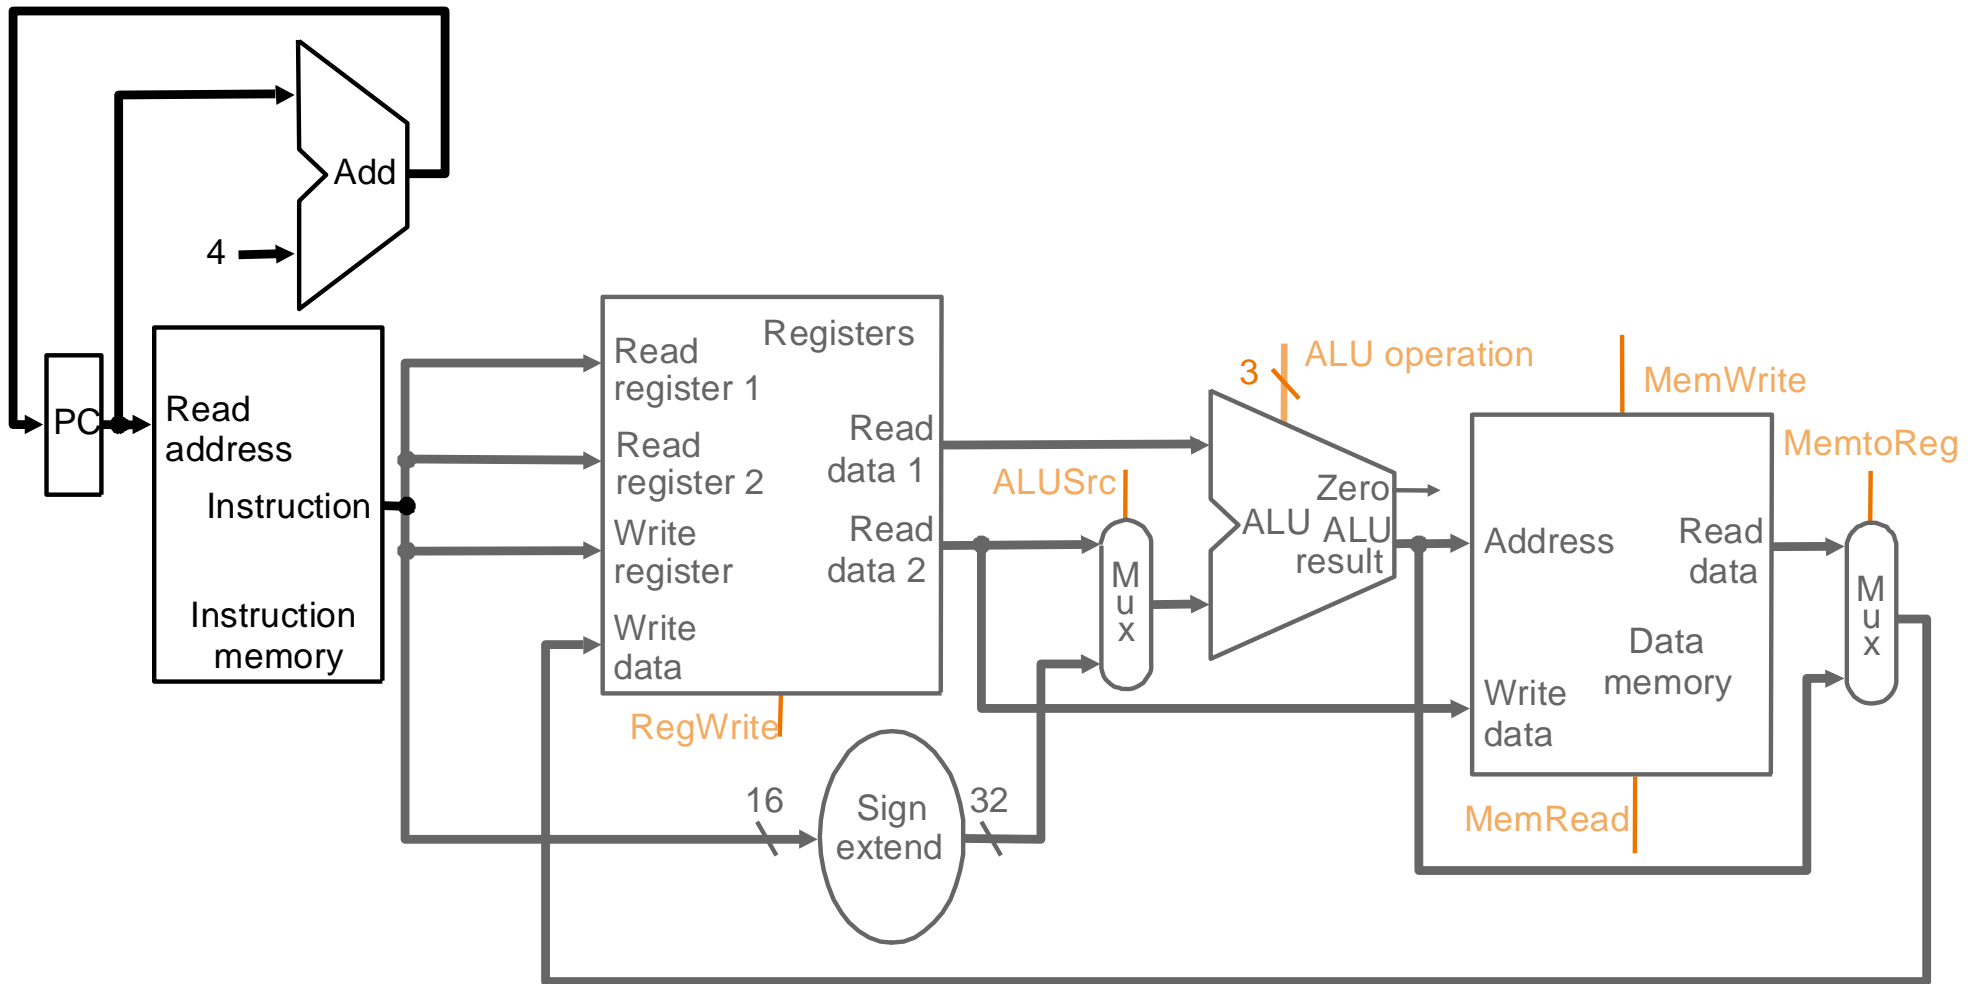 Add
4
PC
Read
address
Instruction
Instruction
memory
Registers
Read
register 1
Read
register 2
Write
register
Write
data
Read
data 1
Read
data 2
RegWrite
16
Sign
extend
32
ALUSrc
M
u
x
3
ALU operation
Zero
ALU
ALU
result
MemWrite
Address
Read
data
Data
memory
Write
data
MemRead
MemtoReg
M
u
x